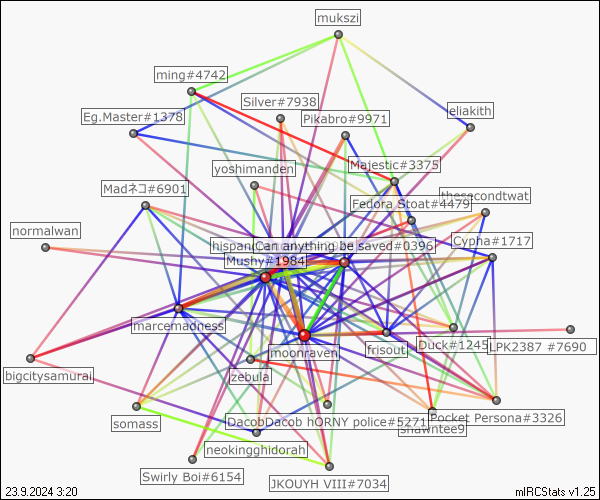 mukszi
ming#4742
Silver#7938
Eg.Master#1378
Pikabro#9971
eliakith
Majestic#3375
yoshimanden
Madネコ#6901
thesecondtwat
Fedora Stoat#4479
normalwan
Can anything be saved#0396
Cypha#1717
Mushy#1984
marcemadness
moonraven
frisout
Duck#1245
LPK2387 #7690
bigcitysamurai
zebula
somass
DacobDacob hORNY police#5271
Pocket Persona#3326
shawntee9
neokingghidorah
Swirly Boi#6154
JKOUYH VIII#7034
23.9.2024 3:20
mIRCStats v1.25